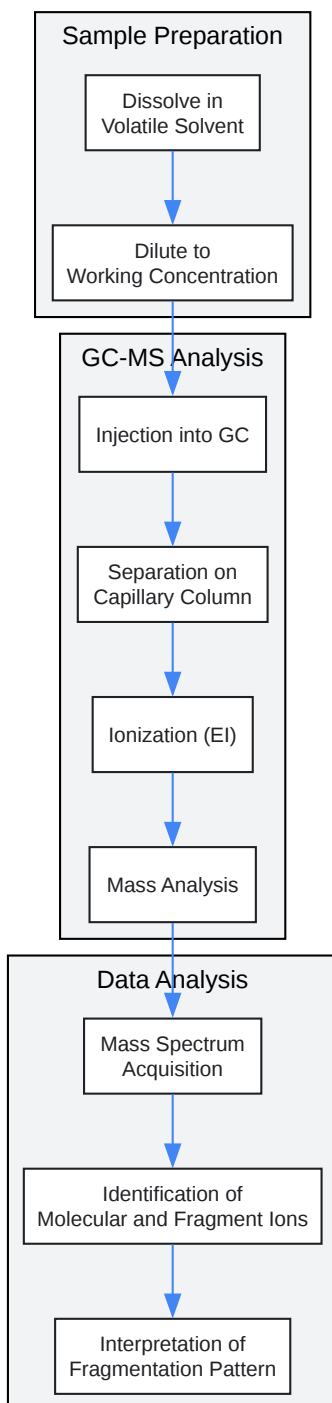 Sample Preparation
Dissolve in
Volatile Solvent
Dilute to
Working Concentration
GC-MS Analysis
Injection into GC
Separation on
Capillary Column
Ionization (EI)
Mass Analysis
Data Analysis
Mass Spectrum
Acquisition
Identification of
Molecular and Fragment Ions
Interpretation of
Fragmentation Pattern